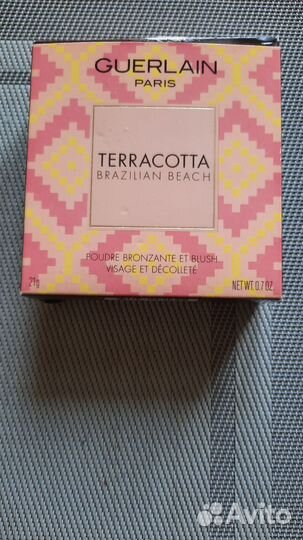 GUERLAIN
PARIS
TERRACOTTA
BRAZILIAN BEACH
POUDRE BRONZANTE ET BLUSH
VISAGE ET DÉCOLLETÉ
21g
NET WT. 0.7 OZ.
Avito